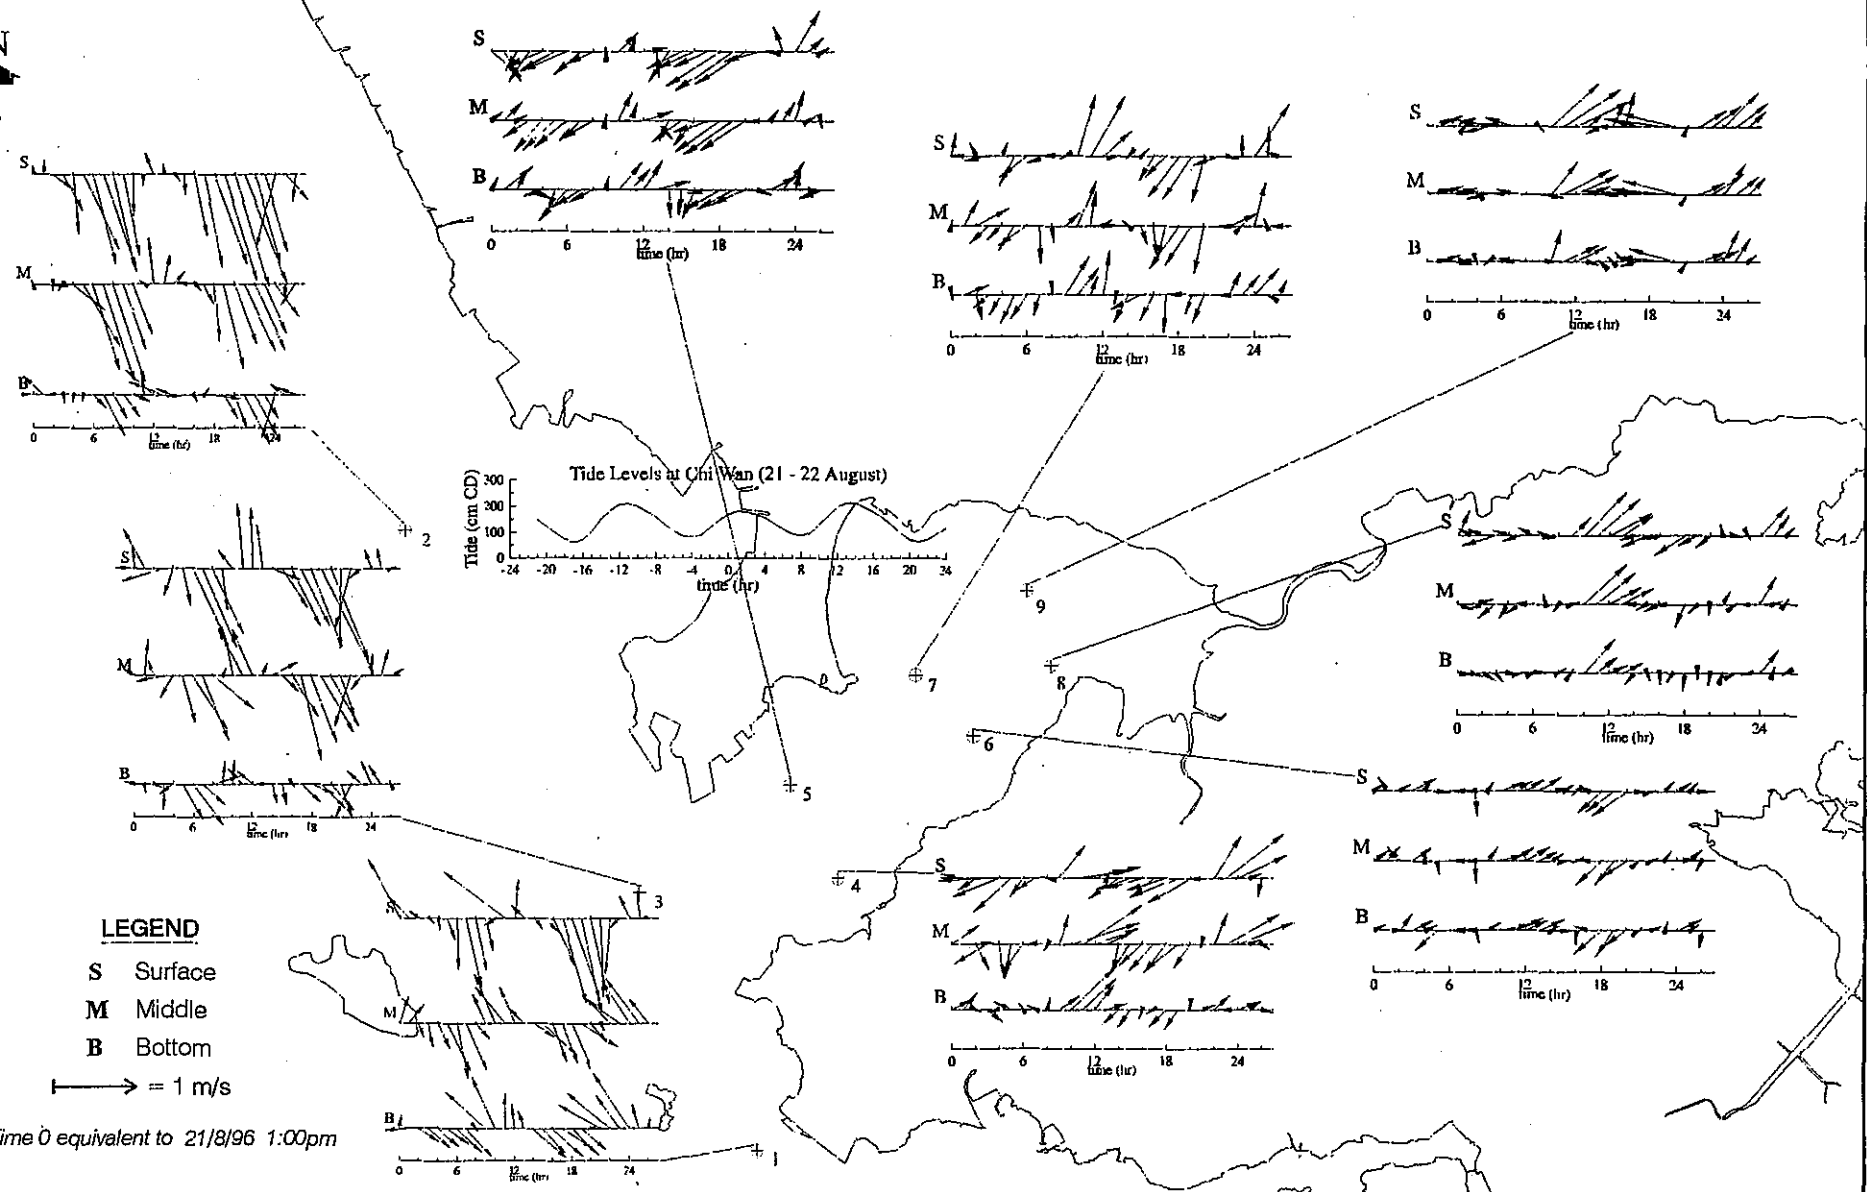 N
S
M
B
0 6 12 18 24
time (hr)
S
M
B
0 6 12 18 24
time (hr)
S
M
B
0 6 12 18 24
time (hr)
S
M
B
0 6 12 18 24
time (hr)
Tide Levels at Chi Wan (21 - 22 August)
Tide (cm CD)
300
200
100
0
-24 -20 -16 -12 -8 -4 0 4 8 12 16 20 24
time (hr)
2
9
7
8
6
5
4
3
1
S
M
B
0 6 12 18 24
time (hr)
S
M
B
0 6 12 18 24
time (hr)
S
M
B
0 6 12 18 24
time (hr)
S
M
B
0 6 12 18 24
time (hr)
S
M
B
0 6 12 18 24
time (hr)
LEGEND
S Surface
M Middle
B Bottom
= 1 m/s
ime 0 equivalent to 21/8/96 1:00pm